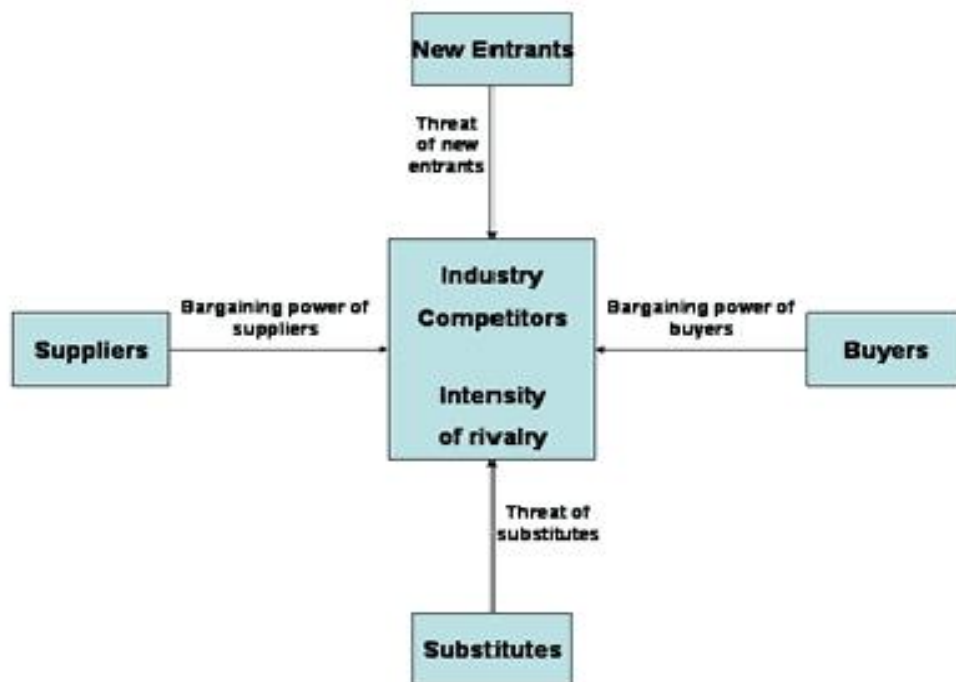 New Entrants
Threat
of new
entrants
Industry
Competitors
Intensity
of rivalry
Bargaining power of
suppliers
Suppliers
Bargaining power of
buyers
Buyers
Threat of
substitutes
Substitutes